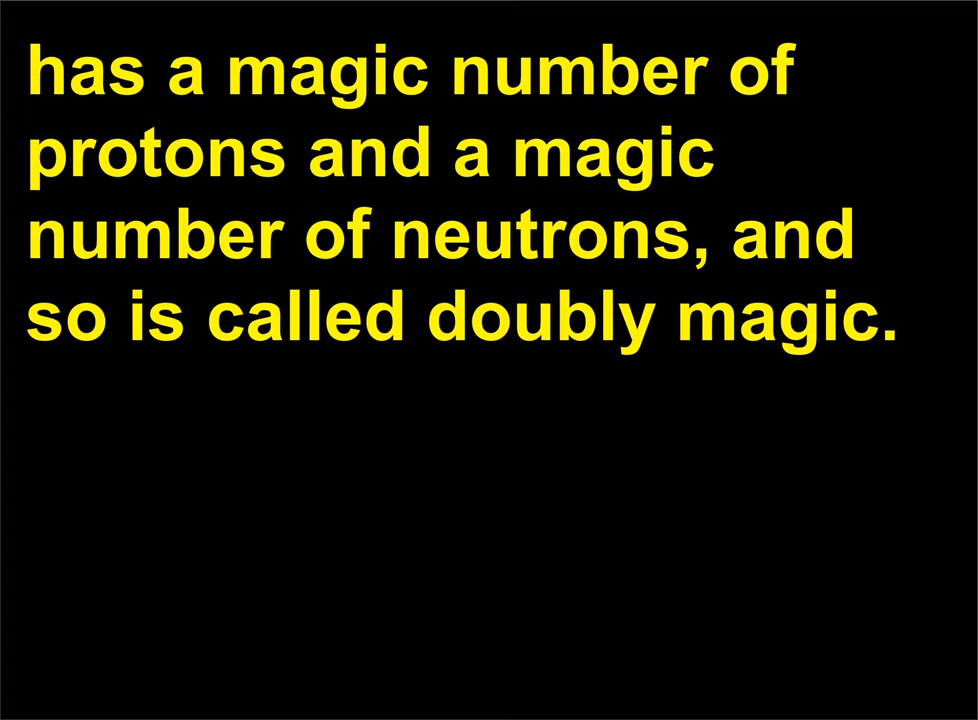 has a magic number of
protons and a magic
number of neutrons, and
so is called doubly magic.